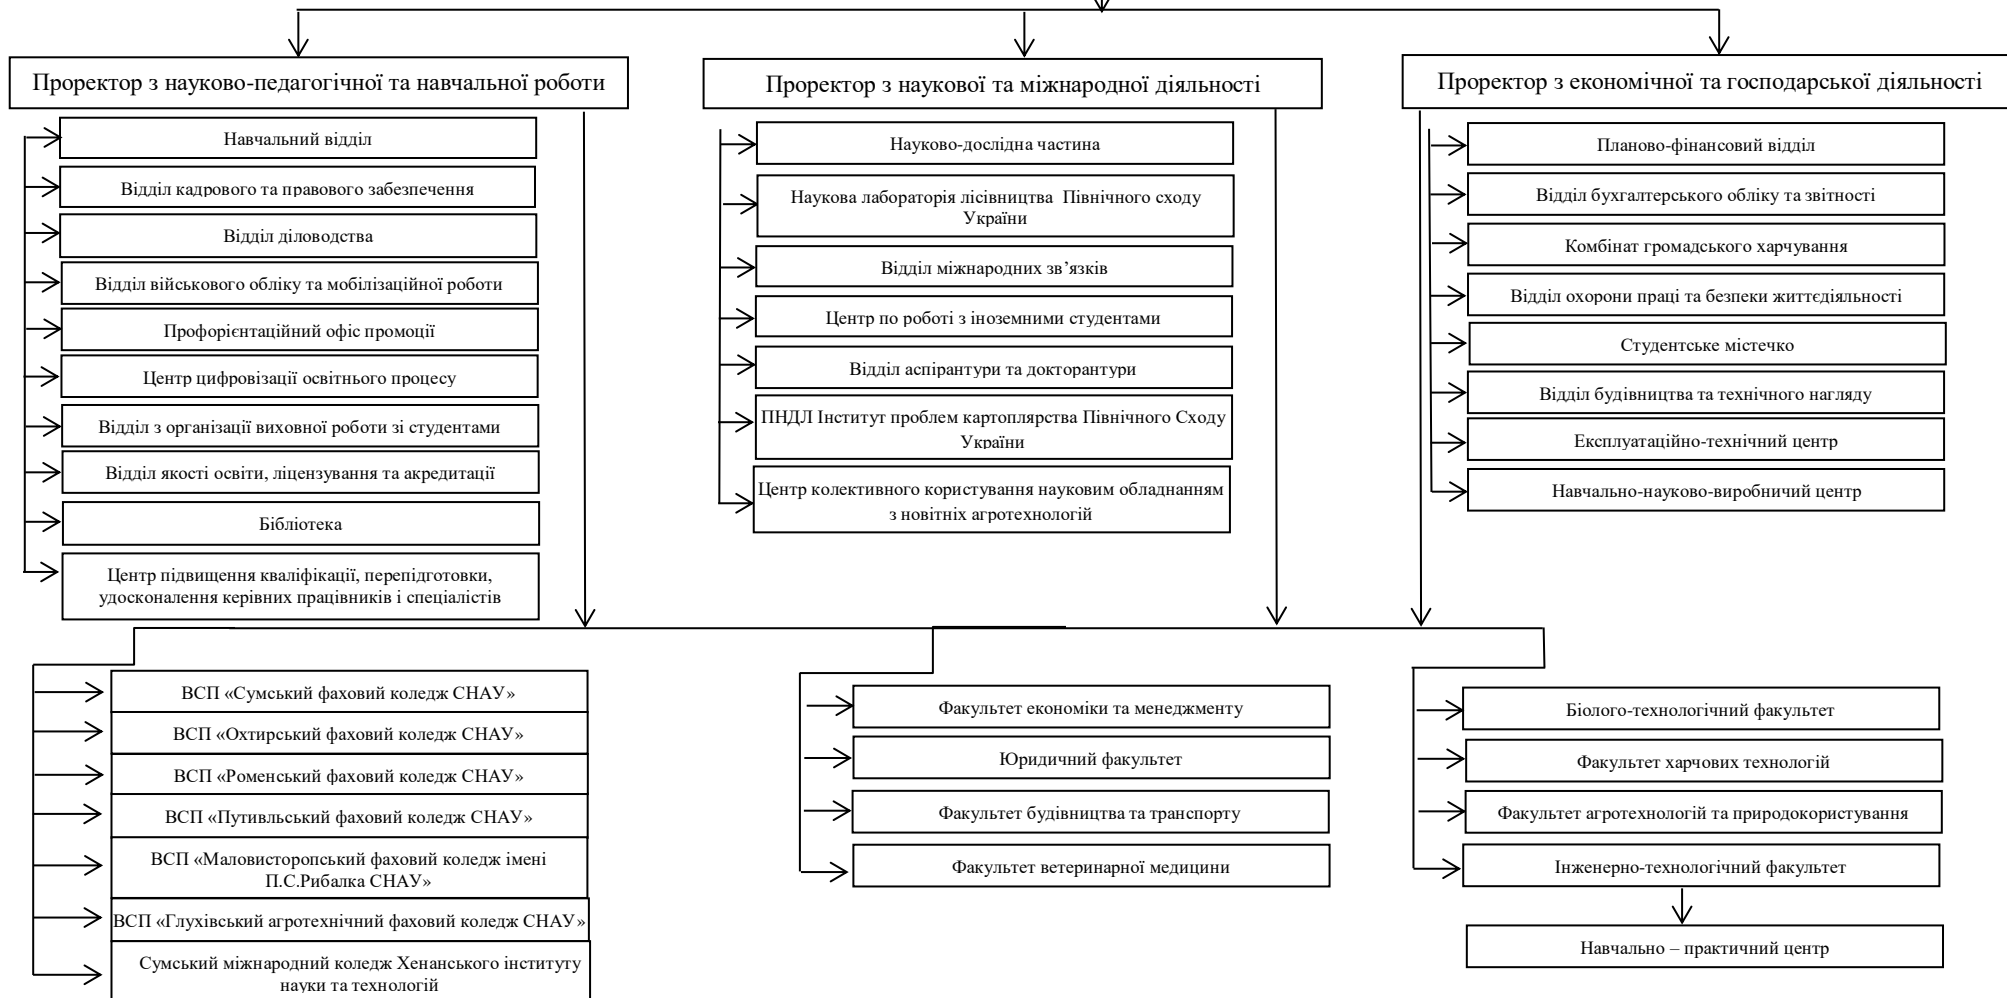 Проректор з науково-педагогічної та навчальної роботи
Навчальний відділ
Відділ кадрового та правового забезпечення
Відділ діловодства
Відділ військового обліку та мобілізаційної роботи
Профорієнтаційний офіс промоції
Центр цифровізації освітнього процесу
Відділ з організації виховної роботи зі студентами
Відділ якості освіти, ліцензування та акредитації
Бібліотека
Центр підвищення кваліфікації, перепідготовки,
удосконалення керівних працівників і спеціалістів
Проректор з наукової та міжнародної діяльності
Науково-дослідна частина
Наукова лабораторія лісівництва Північного сходу
України
Відділ міжнародних зв’язків
Центр по роботі з іноземними студентами
Відділ аспірантури та докторантури
ПНДЛ Інститут проблем картоплярства Північного Сходу
України
Центр колективного користування науковим обладнанням
з новітніх агротехнологій
Проректор з економічної та господарської діяльності
Планово-фінансовий відділ
Відділ бухгалтерського обліку та звітності
Комбінат громадського харчування
Відділ охорони праці та безпеки життєдіяльності
Студентське містечко
Відділ будівництва та технічного нагляду
Експлуатаційно-технічний центр
Навчально-науково-виробничий центр
ВСП «Сумський фаховий коледж СНАУ»
ВСП «Охтирський фаховий коледж СНАУ»
ВСП «Роменський фаховий коледж СНАУ»
ВСП «Путивльський фаховий коледж СНАУ»
ВСП «Маловисторопський фаховий коледж імені
П.С.Рибалка СНАУ»
ВСП «Глухівський агротехнічний фаховий коледж СНАУ»
Сумський міжнародний коледж Хенанського інституту
науки та технологій
Факультет економіки та менеджменту
Юридичний факультет
Факультет будівництва та транспорту
Факультет ветеринарної медицини
Біолого-технологічний факультет
Факультет харчових технологій
Факультет агротехнологій та природокористування
Інженерно-технологічний факультет
Навчально – практичний центр